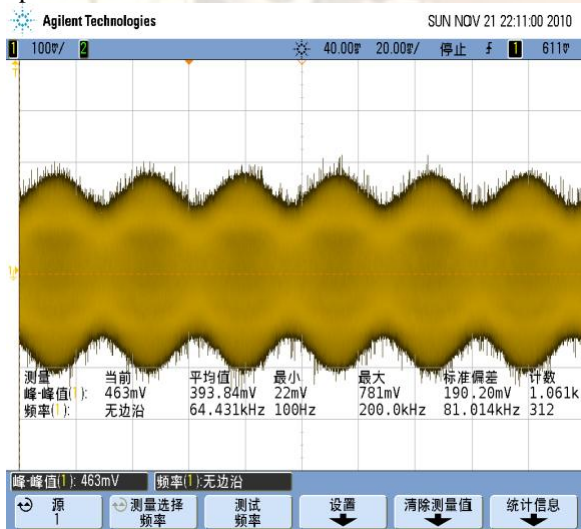 Agilent Technologies SUN NOV 21 22:11:00 2010
1 100▿/ 2 40.00▿ 20.00▿/ 停止 f 1 611▿
测量 当前 平均值 最小 最大 标准偏差 计数
峰-峰值(1): 463mV 393.84mV 22mV 781mV 190.20mV 1.061k
频率(1): 无边沿 64.431kHz 100Hz 200.0kHz 81.014kHz 312
峰-峰值(1): 463mV 频率(1):无边沿
源 测量选择 测试 设置 清除测量值 统计信息
1 频率 频率